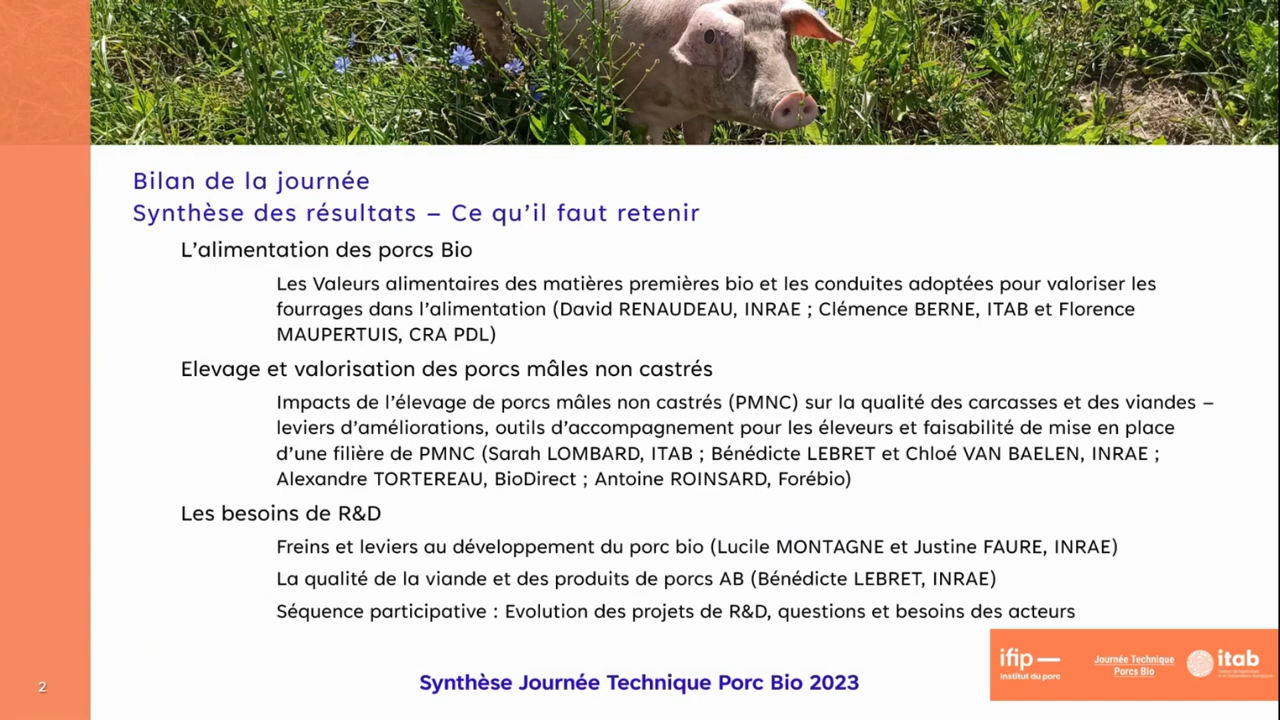 Bilan de la journée
Synthèse des résultats – Ce qu'il faut retenir
L'alimentation des porcs Bio
Les Valeurs alimentaires des matières premières bio et les conduites adoptées pour valoriser les
fourrages dans l'alimentation (David RENAUDEAU, INRAE ; Clémence BERNE, ITAB et Florence
MAUPERTUIS, CRA PDL)
Elevage et valorisation des porcs mâles non castrés
Impacts de l'élevage de porcs mâles non castrés (PMNC) sur la qualité des carcasses et des viandes –
leviers d'améliorations, outils d'accompagnement pour les éleveurs et faisabilité de mise en place
d'une filière de PMNC (Sarah LOMBARD, ITAB ; Bénédicte LEBRET et Chloé VAN BAELEN, INRAE ;
Alexandre TORTEREAU, BioDirect ; Antoine ROINSARD, Forébio)
Les besoins de R&D
Freins et leviers au développement du porc bio (Lucile MONTAGNE et Justine FAURE, INRAE)
La qualité de la viande et des produits de porcs AB (Bénédicte LEBRET, INRAE)
Séquence participative : Evolution des projets de R&D, questions et besoins des acteurs
2
Synthèse Journée Technique Porc Bio 2023
ifip
institut du porc
Journée Technique
Porcs Bio
itab